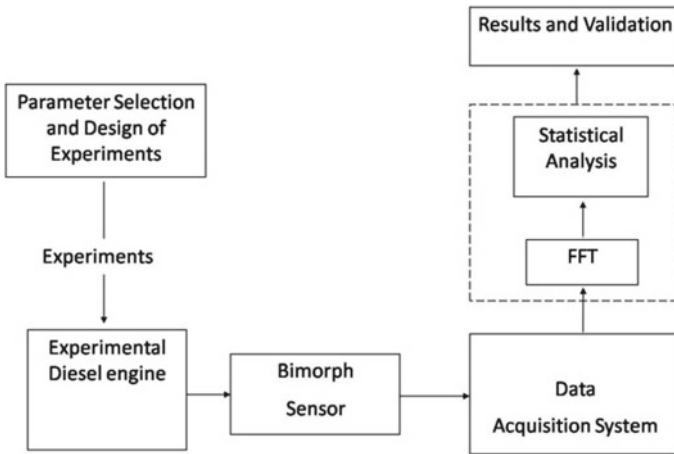 Parameter Selection
and Design of
Experiments
Experiments
Experimental
Diesel engine
Bimorph
Sensor
Data
Acquisition System
FFT
Statistical
Analysis
Results and Validation